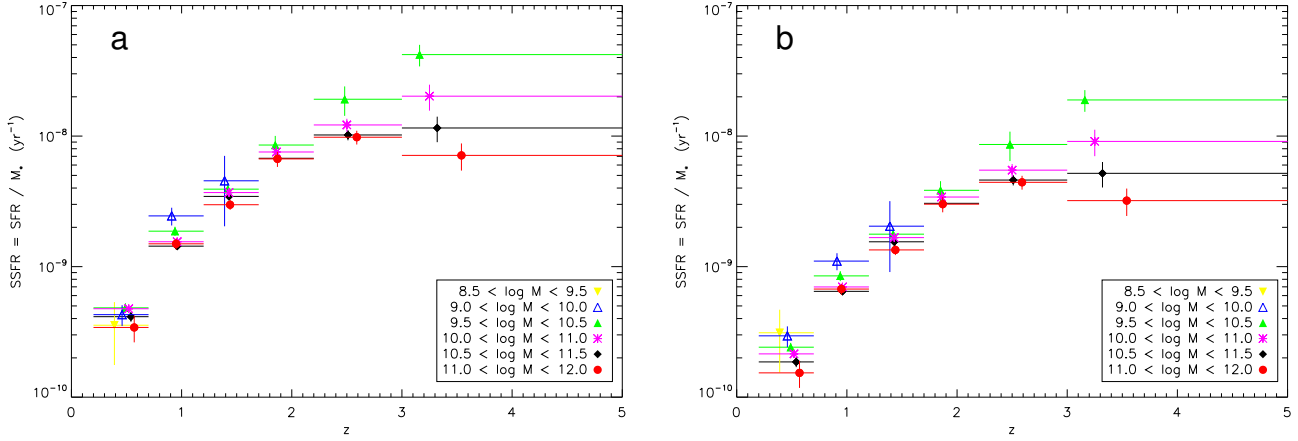 a
10⁻⁷
10⁻⁸
10⁻⁹
10⁻¹⁰
SSFR = SFR / M⋆ (yr⁻¹)
8.5 < log M < 9.5
9.0 < log M < 10.0
9.5 < log M < 10.5
10.0 < log M < 11.0
10.5 < log M < 11.5
11.0 < log M < 12.0
0 1 2 3 4 5
z
b
10⁻⁷
10⁻⁸
10⁻⁹
10⁻¹⁰
SSFR = SFR / M⋆ (yr⁻¹)
8.5 < log M < 9.5
9.0 < log M < 10.0
9.5 < log M < 10.5
10.0 < log M < 11.0
10.5 < log M < 11.5
11.0 < log M < 12.0
0 1 2 3 4 5
z